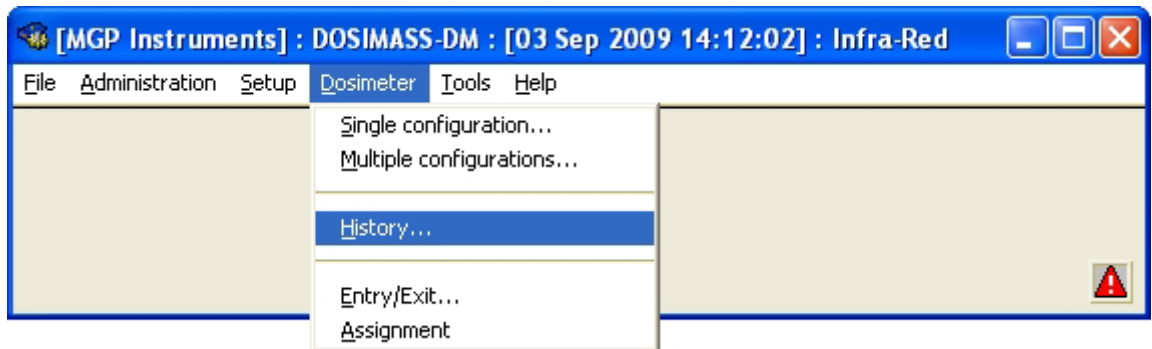 [MGP Instruments] : DOSIMASS-DM : [03 Sep 2009 14:12:02] : Infra-Red
File Administration Setup Dosimeter Tools Help
Single configuration...
Multiple configurations...
History...
Entry/Exit...
Assignment